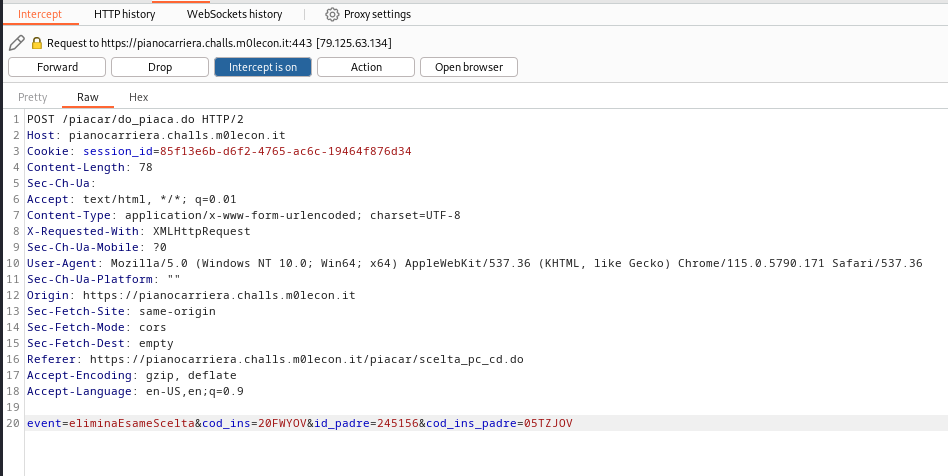 Intercept HTTP history WebSockets history Proxy settings
Request to https://pianocarriera.challs.m0lecon.it:443 [79.125.63.134]
Forward Drop Intercept is on Action Open browser
Pretty Raw Hex
1 POST /piacar/do_piaca.do HTTP/2
2 Host: pianocarriera.challs.m0lecon.it
3 Cookie: session_id=85f13e6b-d6f2-4765-ac6c-19464f876d34
4 Content-Length: 78
5 Sec-Ch-Ua:
6 Accept: text/html, */*; q=0.01
7 Content-Type: application/x-www-form-urlencoded; charset=UTF-8
8 X-Requested-With: XMLHttpRequest
9 Sec-Ch-Ua-Mobile: ?0
10 User-Agent: Mozilla/5.0 (Windows NT 10.0; Win64; x64) AppleWebKit/537.36 (KHTML, like Gecko) Chrome/115.0.5790.171 Safari/537.36
11 Sec-Ch-Ua-Platform: ""
12 Origin: https://pianocarriera.challs.m0lecon.it
13 Sec-Fetch-Site: same-origin
14 Sec-Fetch-Mode: cors
15 Sec-Fetch-Dest: empty
16 Referer: https://pianocarriera.challs.m0lecon.it/piacar/scelta_pc_cd.do
17 Accept-Encoding: gzip, deflate
18 Accept-Language: en-US,en;q=0.9
19
20 event=eliminaEsameScelta&cod_ins=20FWYOV&id_padre=245156&cod_ins_padre=05TZJOV